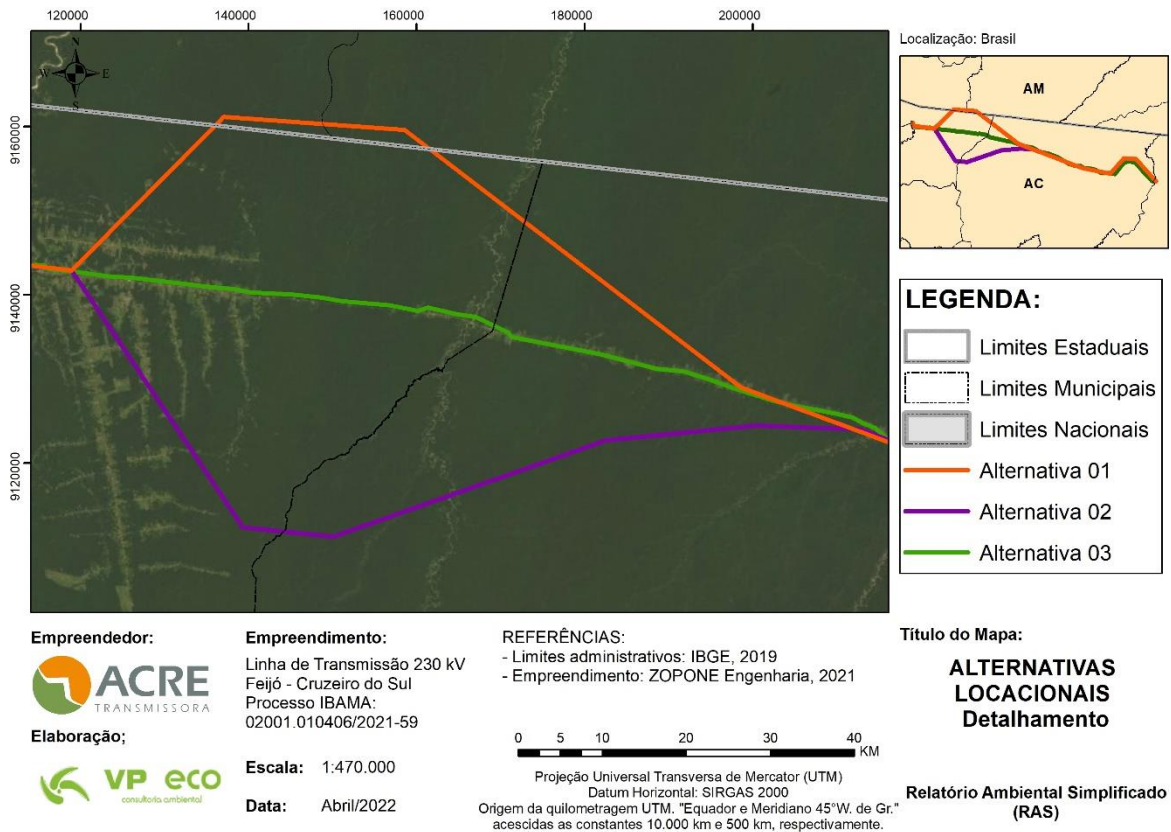 120000 140000 160000 180000 200000
9160000
9140000
9120000
N
W E
S
Localização: Brasil
AM
AC
LEGENDA:
Limites Estaduais
Limites Municipais
Limites Nacionais
Alternativa 01
Alternativa 02
Alternativa 03
Empreendedor:
ACRE
TRANSMISSORA
Elaboração;
VP eco
consultoria ambiental
Empreendimento:
Linha de Transmissão 230 kV
Feijó - Cruzeiro do Sul
Processo IBAMA:
02001.010406/2021-59
Escala: 1:470.000
Data: Abril/2022
REFERÊNCIAS:
- Limites administrativos: IBGE, 2019
- Empreendimento: ZOPONE Engenharia, 2021
0 5 10 20 30 40
KM
Projeção Universal Transversa de Mercator (UTM)
Datum Horizontal: SIRGAS 2000
Origem da quilometragem UTM. "Equador e Meridiano 45°W. de Gr."
acescidas as constantes 10.000 km e 500 km, respectivamente.
Título do Mapa:
ALTERNATIVAS
LOCACIONAIS
Detalhamento
Relatório Ambiental Simplificado
(RAS)